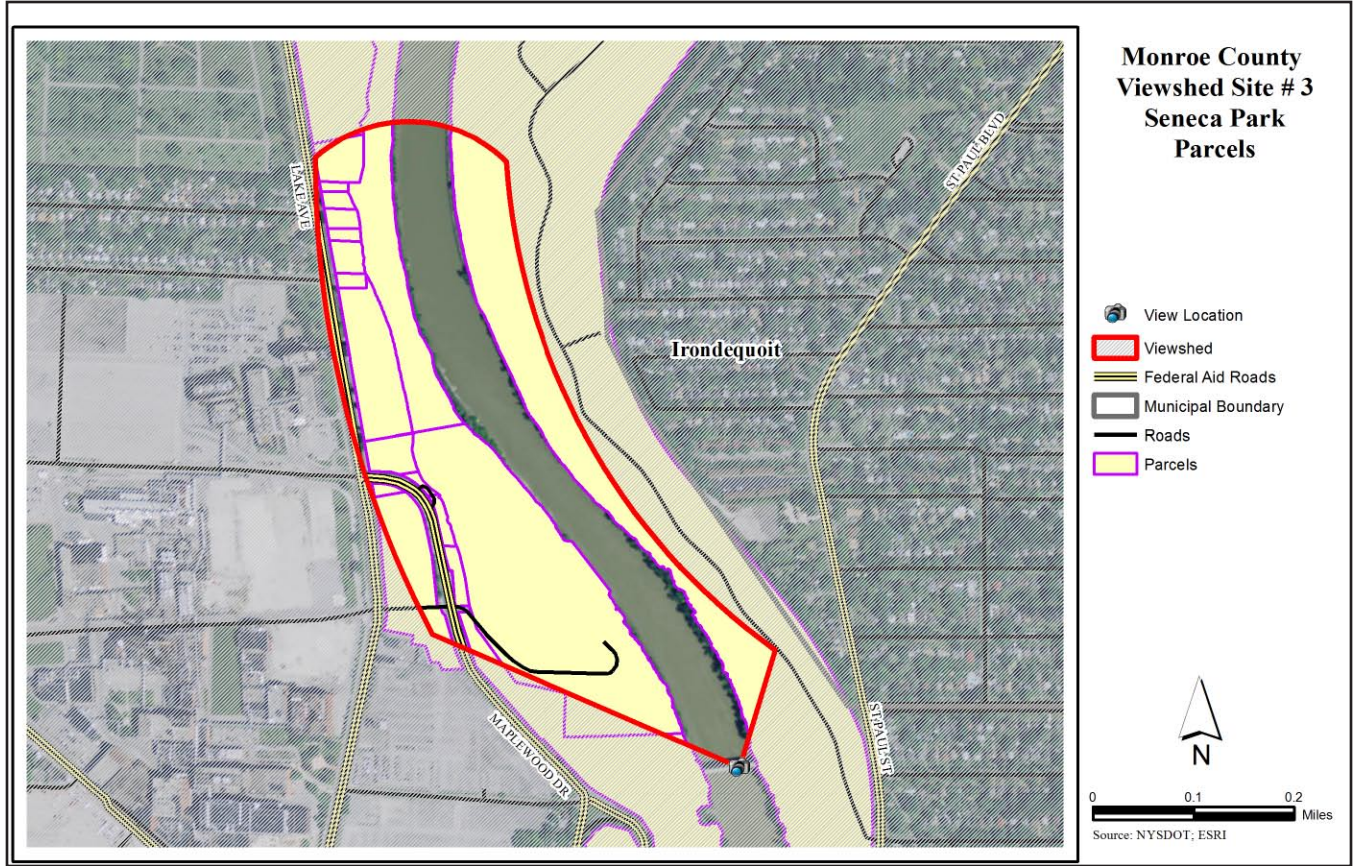 Monroe County
Viewshed Site # 3
Seneca Park
Parcels
LAKE AVE
ST PAUL BLVD
Irondequoit
MAPLEWOOD DR
ST PAUL ST
View Location
Viewshed
Federal Aid Roads
Municipal Boundary
Roads
Parcels
N
0 0.1 0.2
Miles
Source: NYSDOT; ESRI